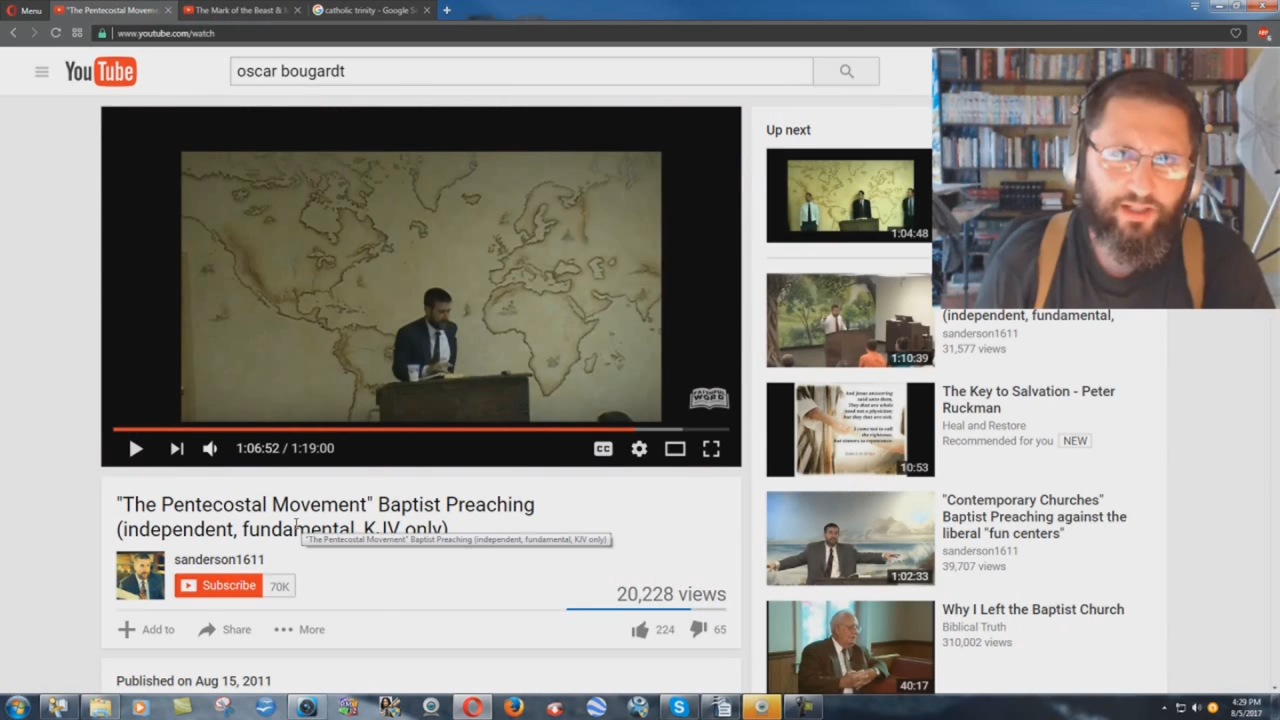 Menu
"The Pentecostal Movem
The Mark of the Beast & M
catholic trinity - Google Se
www.youtube.com/watch
YouTube
oscar bougardt
Up next
1:04:48
1:10:39
(independent, fundamental,
sanderson1611
31,577 views
The Key to Salvation - Peter
Ruckman
Heal and Restore
Recommended for you NEW
10:53
"Contemporary Churches"
Baptist Preaching against the
liberal "fun centers"
sanderson1611
39,707 views
1:02:33
Why I Left the Baptist Church
Biblical Truth
310,002 views
40:17
WORD
1:06:52 / 1:19:00
CC
"The Pentecostal Movement" Baptist Preaching
(independent, fundamental, KJV only)
"The Pentecostal Movement" Baptist Preaching (independent, fundamental, KJV only)
sanderson1611
Subscribe 70K
20,228 views
Add to Share More
224 65
Published on Aug 15, 2011
4:29 PM
8/5/2017